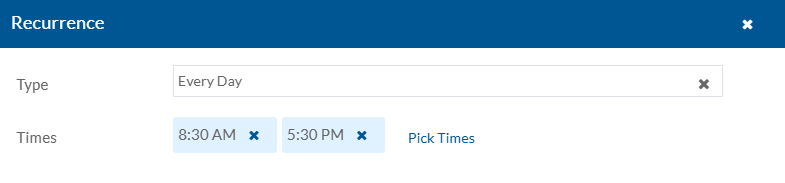 Recurrence
Type Every Day
Times 8:30 AM 5:30 PM Pick Times